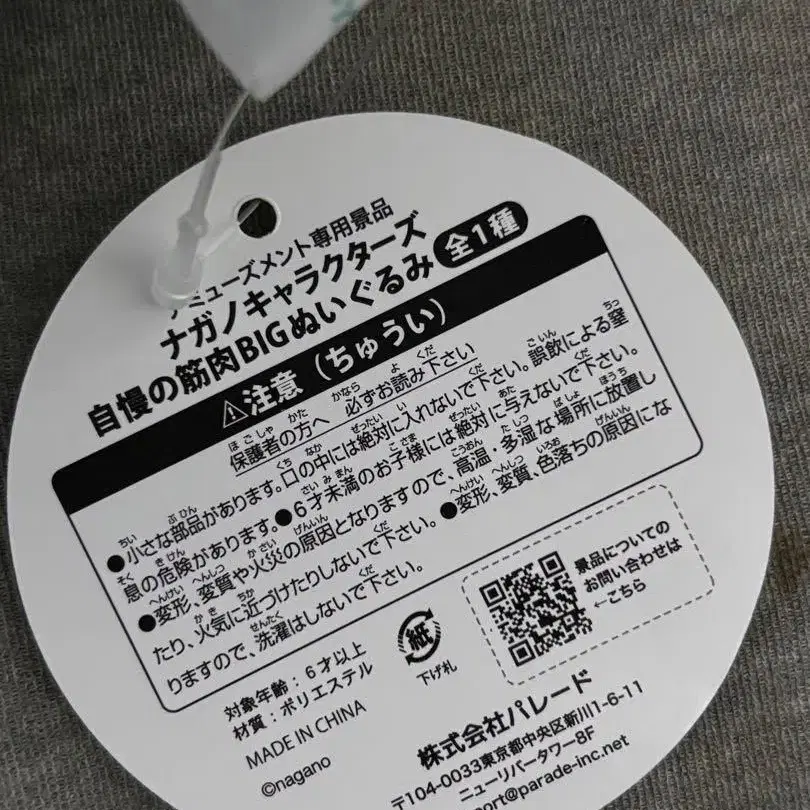 アミューズメント専用景品
ナガノキャラクターズ
自慢の筋肉BIGぬいぐるみ 全1種
⚠注意(ちゅうい)
保護者の方へ 必ずお読み下さい
●小さな部品があります。口の中には絶対に入れないで下さい。誤飲による窒
息の危険があります。●6才未満のお子様には絶対に与えないで下さい。
●変形、変質や火災の原因となりますので、高温・多湿な場所に放置し
たり、火気に近づけたりしないで下さい。●変形、変質、色落ちの原因にな
りますので、洗濯はしないで下さい。
対象年齢:6才以上
材質:ポリエステル
MADE IN CHINA
©nagano
紙
下げ札
景品についての
お問い合わせは
←こちら
株式会社パレード
〒104-0033東京都中央区新川1-6-11
ニューリバータワー8F
port@parade-inc.net